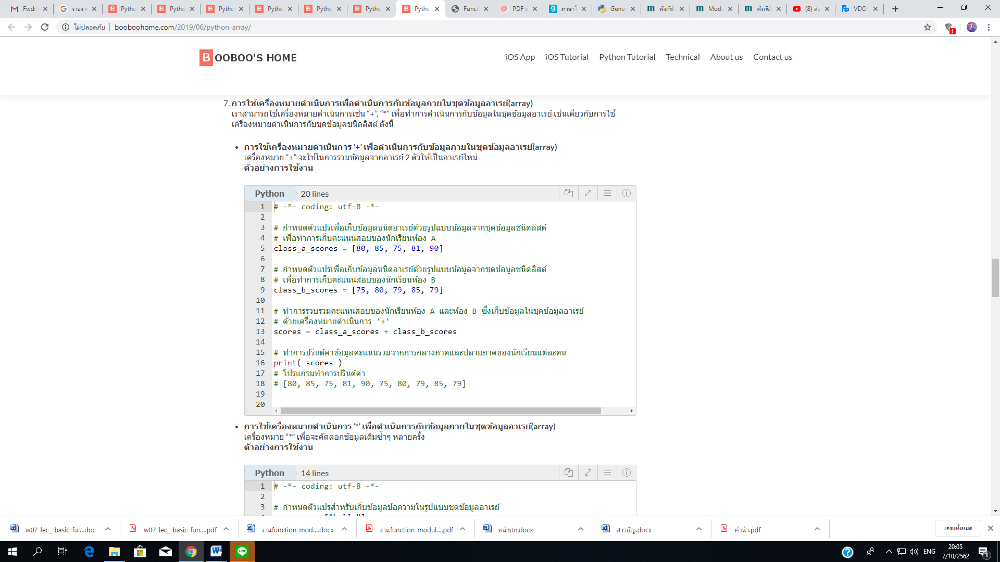 Fwd:
รายงา
Pytho
Pytho
Pytho
Pytho
Pytho
Pytho
Pytho
Funct
PDF
ภาษาไ
Gene
ฟังก์ชัน
Modu
ฟังก์ชัน
(8) สอ
VDO
ไม่ปลอดภัย
booboohome.com/2019/06/python-array/
BOOBOO'S HOME
iOS App iOS Tutorial Python Tutorial Technical About us Contact us
7. การใช้เครื่องหมายดำเนินการเพื่อดำเนินการกับข้อมูลภายในชุดข้อมูลอาเรย์(array)
เราสามารถใช้เครื่องหมายดำเนินการเช่น “+”, “*” เพื่อทำการดำเนินการกับข้อมูลในชุดข้อมูลอาเรย์ เช่นเดียวกับการใช้
เครื่องหมายดำเนินการกับชุดข้อมูลชนิดลิสต์ ดังนี้
• การใช้เครื่องหมายดำเนินการ ‘+’ เพื่อดำเนินการกับข้อมูลภายในชุดข้อมูลอาเรย์(array)
เครื่องหมาย “+” จะใช้ในการรวมข้อมูลจากอาเรย์ 2 ตัวให้เป็นอาเรย์ใหม่
ตัวอย่างการใช้งาน
Python 20 lines
1 # -*- coding: utf-8 -*-
2
3 # กำหนดตัวแปรเพื่อเก็บข้อมูลชนิดอาเรย์ด้วยรูปแบบข้อมูลจากชุดข้อมูลชนิดลิสต์
4 # เพื่อทำการเก็บคะแนนสอบของนักเรียนห้อง A
5 class_a_scores = [80, 85, 75, 81, 90]
6
7 # กำหนดตัวแปรเพื่อเก็บข้อมูลชนิดอาเรย์ด้วยรูปแบบข้อมูลจากชุดข้อมูลชนิดลิสต์
8 # เพื่อทำการเก็บคะแนนสอบของนักเรียนห้อง B
9 class_b_scores = [75, 80, 79, 85, 79]
10
11 # ทำการรวบรวมคะแนนสอบของนักเรียนห้อง A และห้อง B ซึ่งเก็บข้อมูลในชุดข้อมูลอาเรย์
12 # ด้วยเครื่องหมายดำเนินการ '+'
13 scores = class_a_scores + class_b_scores
14
15 # ทำการปรินต์ค่าข้อมูลคะแนนรวมจากการกลางภาคและปลายภาคของนักเรียนแต่ละคน
16 print( scores )
17 # โปรแกรมทำการปรินต์ค่า
18 # [80, 85, 75, 81, 90, 75, 80, 79, 85, 79]
19
20
• การใช้เครื่องหมายดำเนินการ ‘*’ เพื่อดำเนินการกับข้อมูลภายในชุดข้อมูลอาเรย์(array)
เครื่องหมาย “*” เพื่อจะคัดลอกข้อมูลเดิมซ้ำๆ หลายครั้ง
ตัวอย่างการใช้งาน
Python 14 lines
1 # -*- coding: utf-8 -*-
2
3 # กำหนดตัวแปรสำหรับเก็บข้อมูลข้อความในรูปแบบชุดข้อมูลอาเรย์
w07-lec_-basic-fu....doc
w07-lec_-basic-fun....pdf
งานfunction-mod....docx
งานfunction-modul....pdf
หน้าปก.docx
สารบัญ.docx
คำนำ.pdf
แสดงทั้งหมด
ENG
20:05
7/10/2562
1